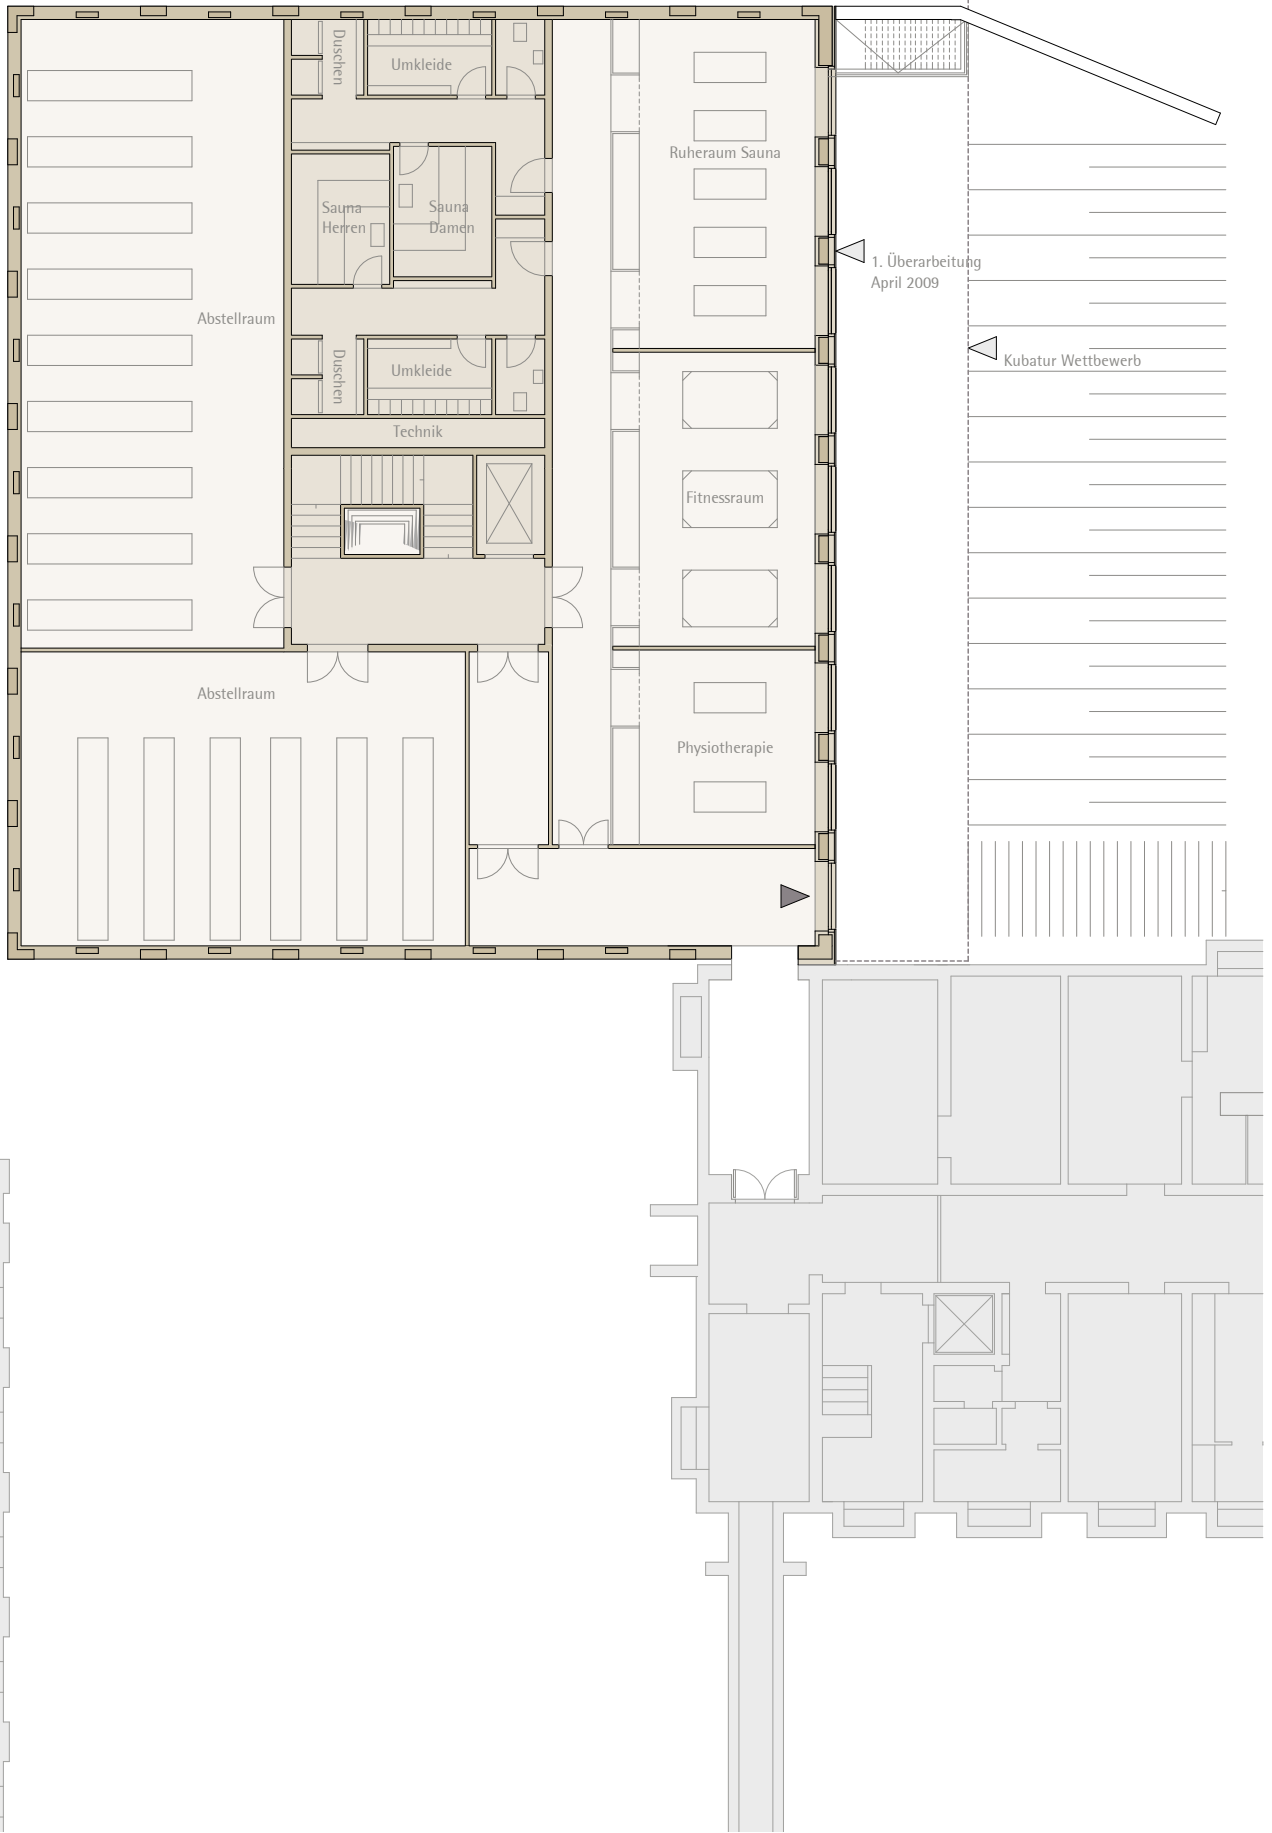 Duschen
Umkleide
Ruheraum Sauna
Sauna
Herren
Sauna
Damen
1. Überarbeitung
April 2009
Abstellraum
Kubatur Wettbewerb
Duschen
Umkleide
Technik
Fitnessraum
Abstellraum
Physiotherapie